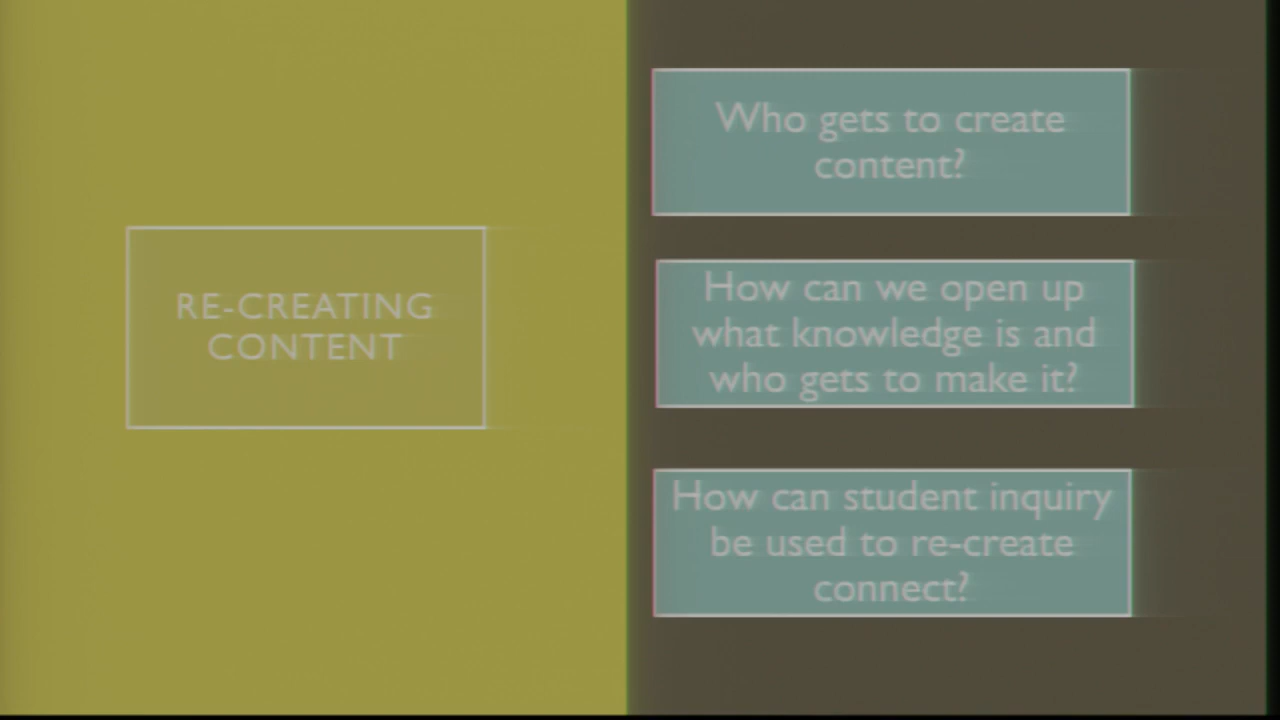 RE-CREATING
CONTENT
Who gets to create
content?
How can we open up
what knowledge is and
who gets to make it?
How can student inquiry
be used to re-create
connect?